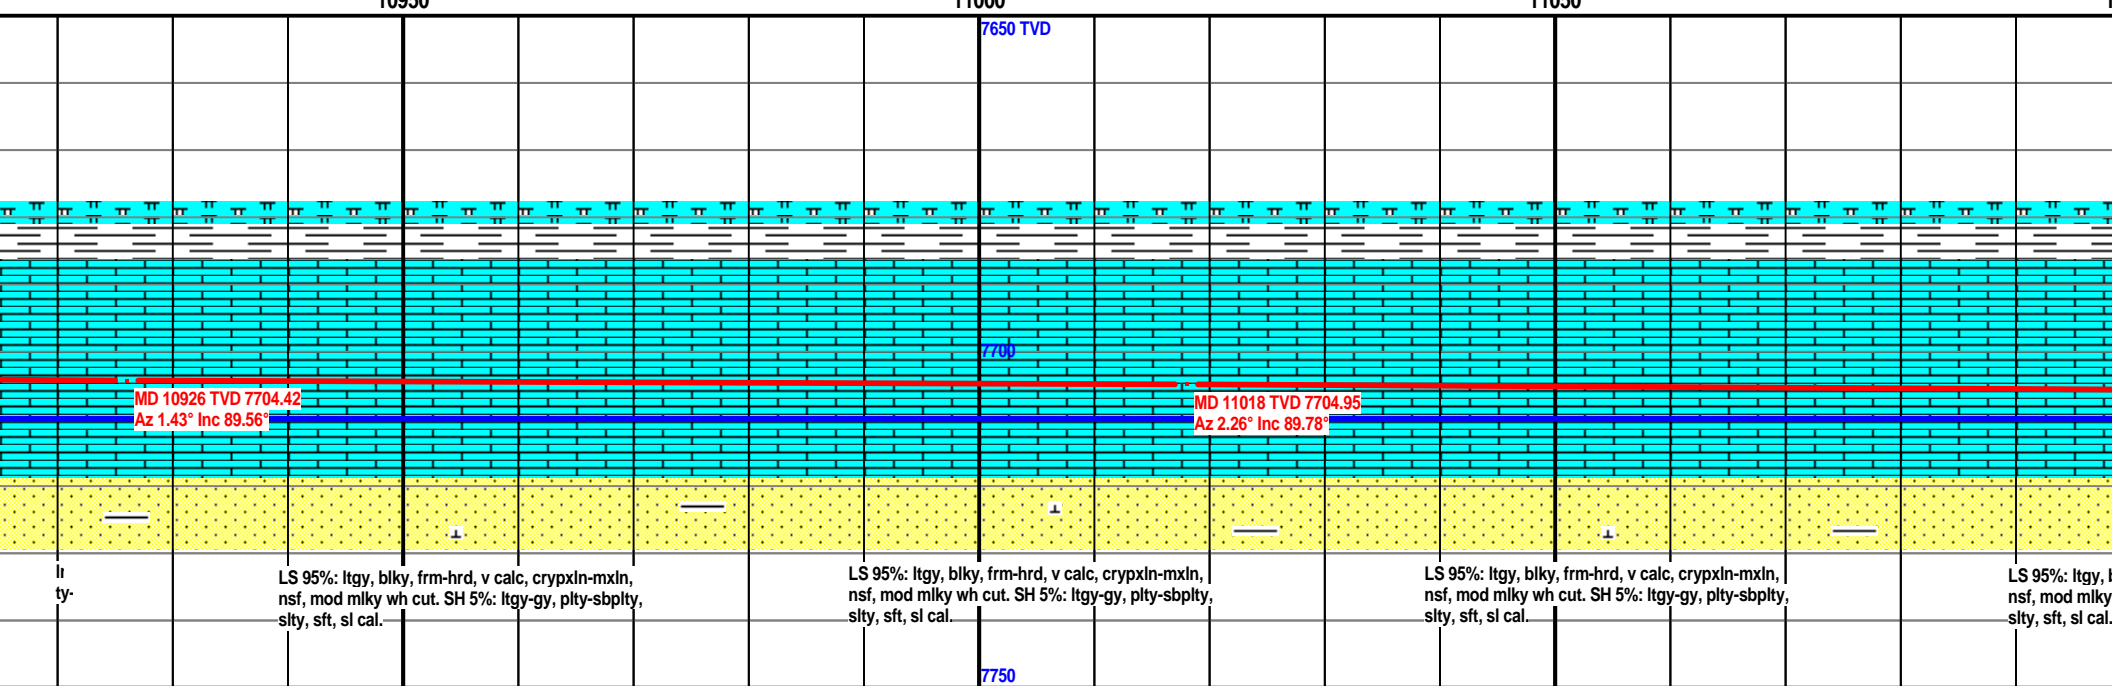 10950
11000
11050
7650 TVD
7700
MD 10926 TVD 7704.42
Az 1.43° Inc 89.56°
MD 11018 TVD 7704.95
Az 2.26° Inc 89.78°
ty-
LS 95%: ltgy, blky, frm-hrd, v calc, crypxln-mxln,
nsf, mod mlky wh cut. SH 5%: ltgy-gy, plty-sbplty,
slty, sft, sl cal.
LS 95%: ltgy, blky, frm-hrd, v calc, crypxln-mxln,
nsf, mod mlky wh cut. SH 5%: ltgy-gy, plty-sbplty,
slty, sft, sl cal.
LS 95%: ltgy, blky, frm-hrd, v calc, crypxln-mxln,
nsf, mod mlky wh cut. SH 5%: ltgy-gy, plty-sbplty,
slty, sft, sl cal.
LS 95%: ltgy,
nsf, mod mlky
slty, sft, sl cal.
7750